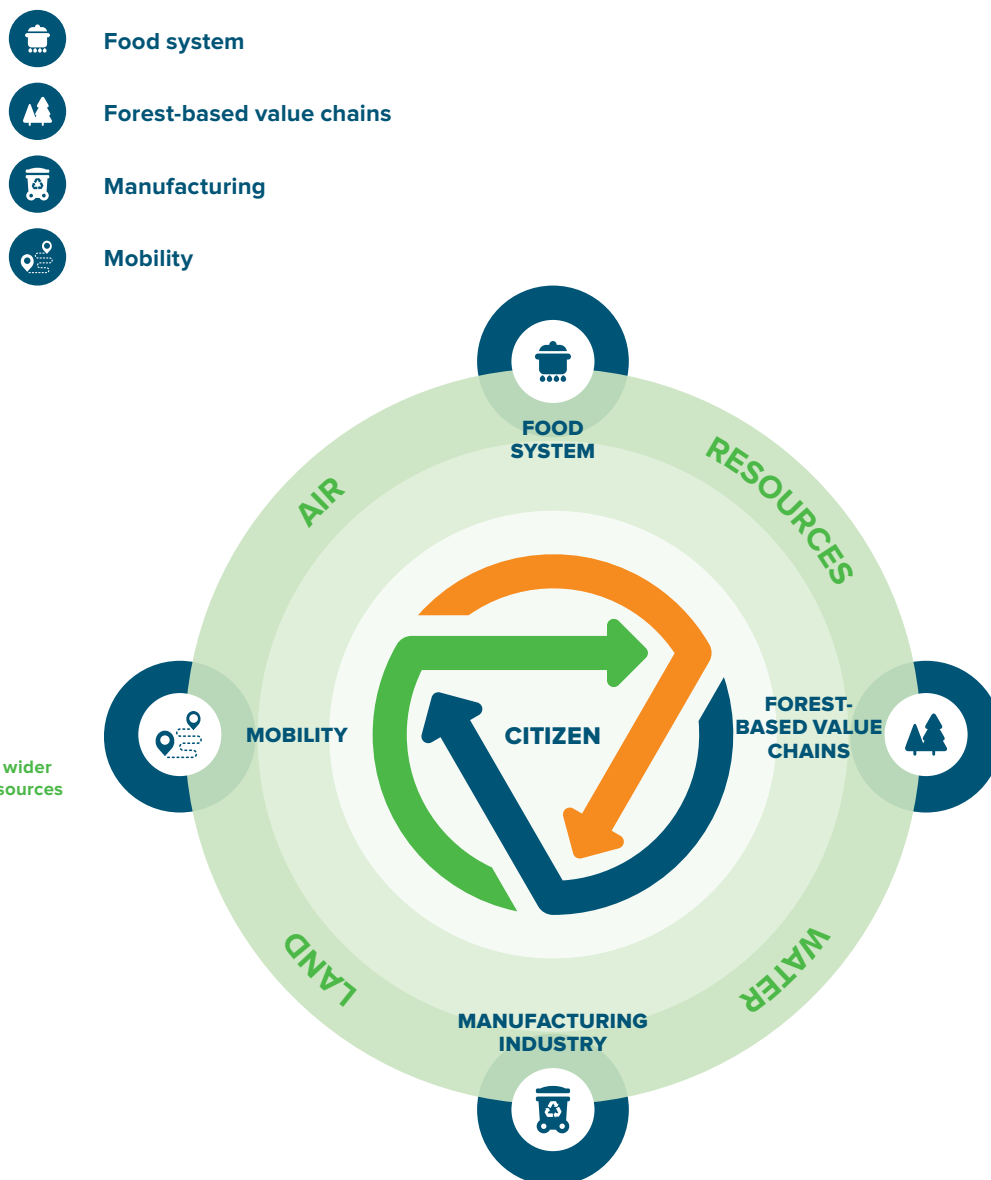 Food system
Forest-based value chains
Manufacturing
Mobility
FOOD
SYSTEM
AIR
RESOURCES
MOBILITY
CITIZEN
FOREST-
BASED VALUE
CHAINS
wider
sources
LAND
WATER
MANUFACTURING
INDUSTRY